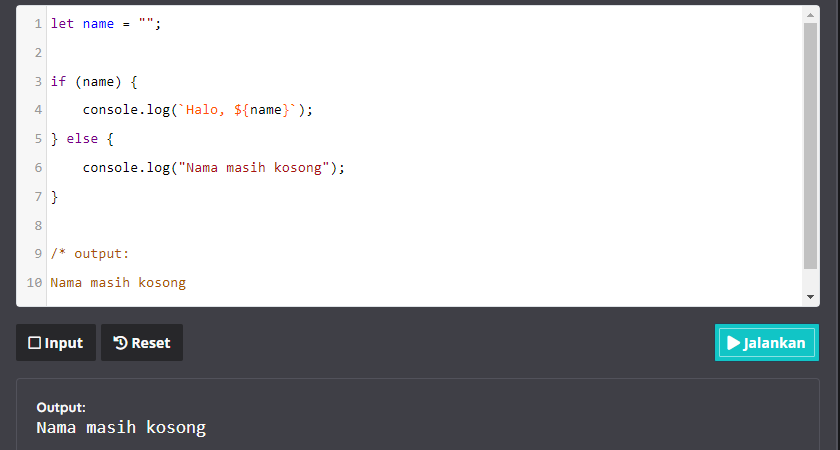 1 let name = "";
2
3 if (name) {
4     console.log(`Halo, ${name}`);
5 } else {
6     console.log("Nama masih kosong");
7 }
8
9 /* output:
10 Nama masih kosong
Input Reset Jalankan
Output:
Nama masih kosong